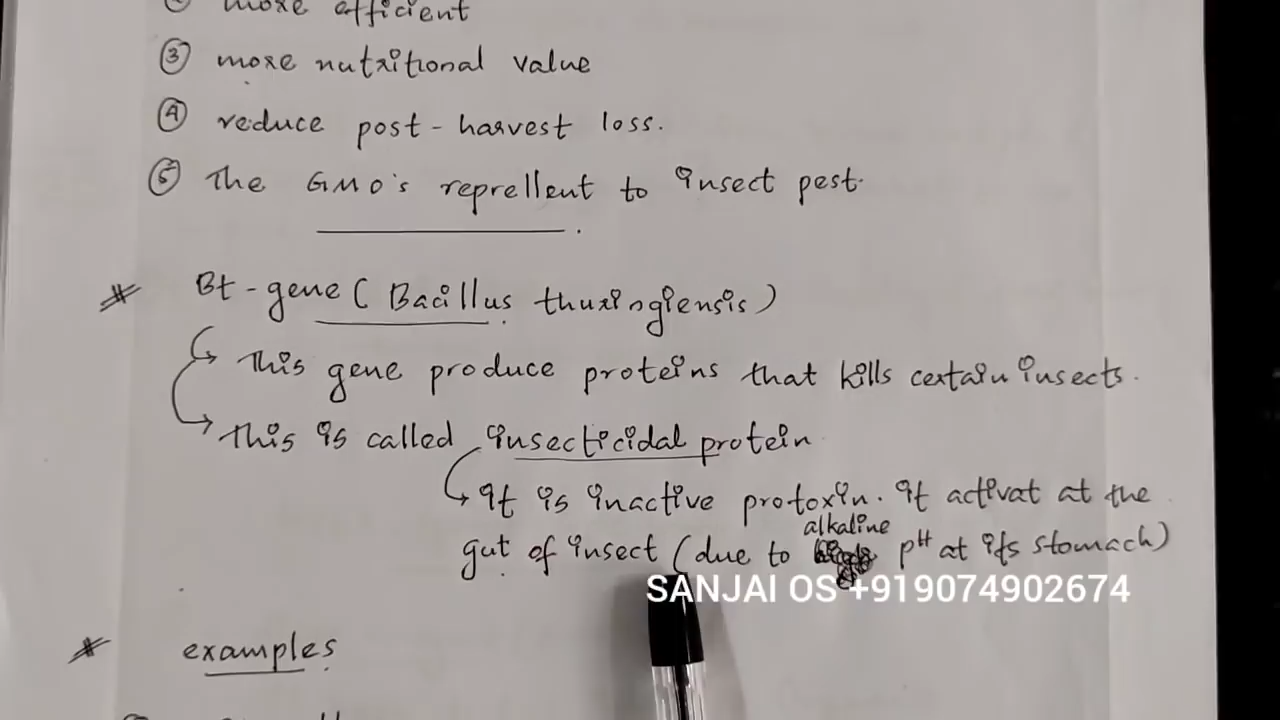 more efficient
③ more nutritional value
④ reduce post-harvest loss.
⑤ The GMO's reprellent to insect pest.
* Bt-gene (Bacillus thuringiensis)
This gene produce proteins that kills certain insects.
This is called insecticidal protein
It is inactive protoxin. It activat at the
alkaline
gut of insect (due to pH at its stomach)
SANJAI OS +919074902674
* examples